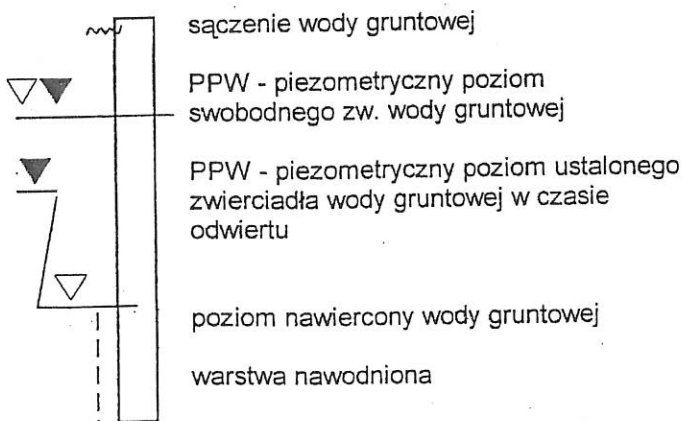 sączenie wody gruntowej
PPW - piezometryczny poziom
swobodnego zw. wody gruntowej
PPW - piezometryczny poziom ustalonego
zwierciadła wody gruntowej w czasie
odwiertu
poziom nawiercony wody gruntowej
warstwa nawodniona